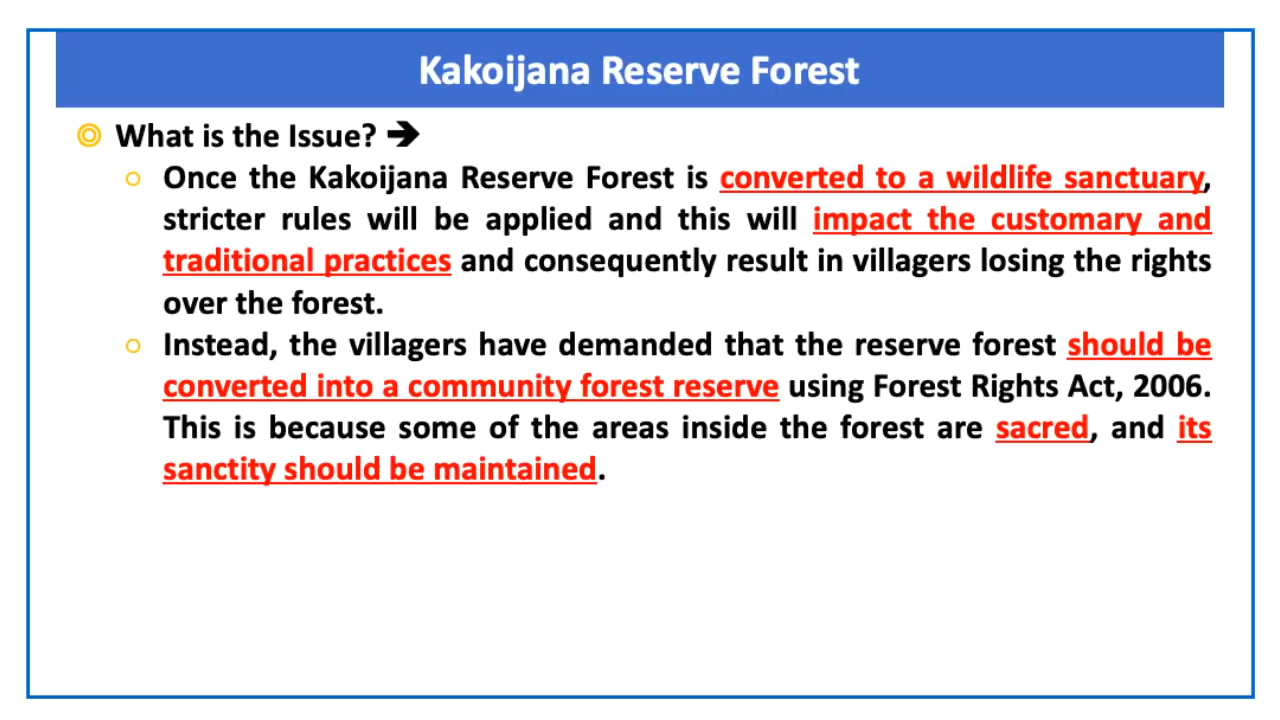 Kakoijana Reserve Forest
What is the Issue? ➔
Once the Kakoijana Reserve Forest is converted to a wildlife sanctuary,
stricter rules will be applied and this will impact the customary and
traditional practices and consequently result in villagers losing the rights
over the forest.
Instead, the villagers have demanded that the reserve forest should be
converted into a community forest reserve using Forest Rights Act, 2006.
This is because some of the areas inside the forest are sacred, and its
sanctity should be maintained.